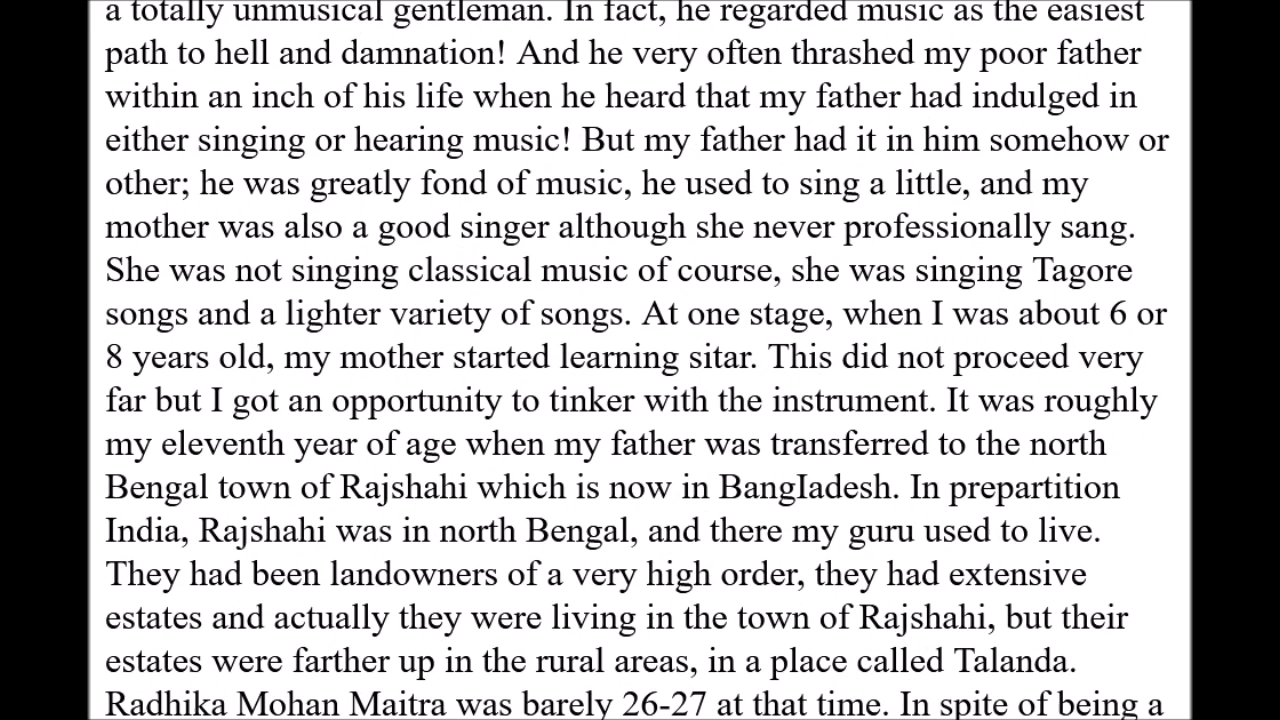 a totally unmusical gentleman. In fact, he regarded music as the easiest
path to hell and damnation! And he very often thrashed my poor father
within an inch of his life when he heard that my father had indulged in
either singing or hearing music! But my father had it in him somehow or
other; he was greatly fond of music, he used to sing a little, and my
mother was also a good singer although she never professionally sang.
She was not singing classical music of course, she was singing Tagore
songs and a lighter variety of songs. At one stage, when I was about 6 or
8 years old, my mother started learning sitar. This did not proceed very
far but I got an opportunity to tinker with the instrument. It was roughly
my eleventh year of age when my father was transferred to the north
Bengal town of Rajshahi which is now in BangIadesh. In prepartition
India, Rajshahi was in north Bengal, and there my guru used to live.
They had been landowners of a very high order, they had extensive
estates and actually they were living in the town of Rajshahi, but their
estates were farther up in the rural areas, in a place called Talanda.
Radhika Mohan Maitra was barely 26-27 at that time. In spite of being a